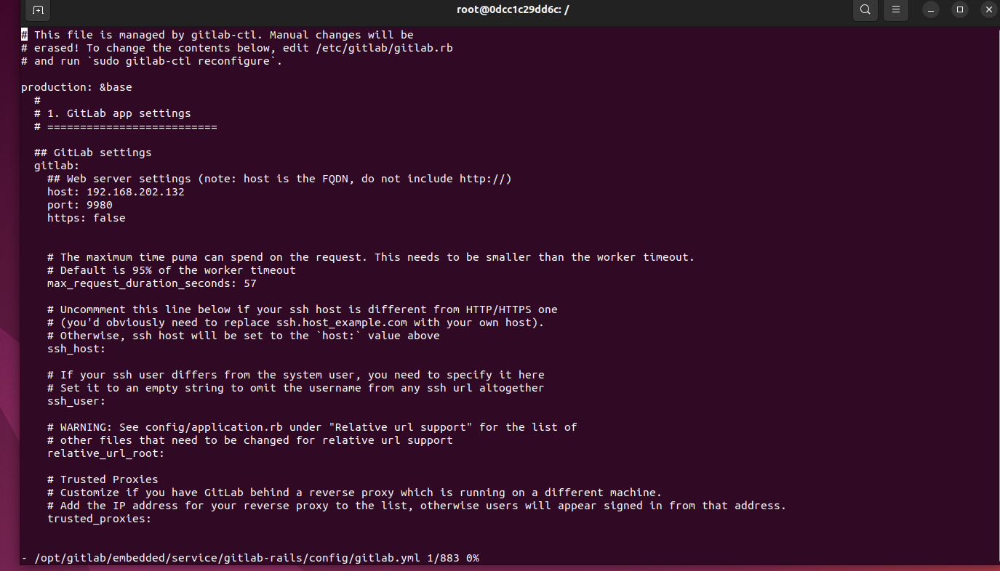 root@0dcc1c29dd6c: /
# This file is managed by gitlab-ctl. Manual changes will be
# erased! To change the contents below, edit /etc/gitlab/gitlab.rb
# and run `sudo gitlab-ctl reconfigure`.
production: &base
#
# 1. GitLab app settings
# ==========================
## GitLab settings
gitlab:
## Web server settings (note: host is the FQDN, do not include http://)
host: 192.168.202.132
port: 9980
https: false
# The maximum time puma can spend on the request. This needs to be smaller than the worker timeout.
# Default is 95% of the worker timeout
max_request_duration_seconds: 57
# Uncommment this line below if your ssh host is different from HTTP/HTTPS one
# (you'd obviously need to replace ssh.host_example.com with your own host).
# Otherwise, ssh host will be set to the `host:` value above
ssh_host:
# If your ssh user differs from the system user, you need to specify it here
# Set it to an empty string to omit the username from any ssh url altogether
ssh_user:
# WARNING: See config/application.rb under "Relative url support" for the list of
# other files that need to be changed for relative url support
relative_url_root:
# Trusted Proxies
# Customize if you have GitLab behind a reverse proxy which is running on a different machine.
# Add the IP address for your reverse proxy to the list, otherwise users will appear signed in from that address.
trusted_proxies:
- /opt/gitlab/embedded/service/gitlab-rails/config/gitlab.yml 1/883 0%